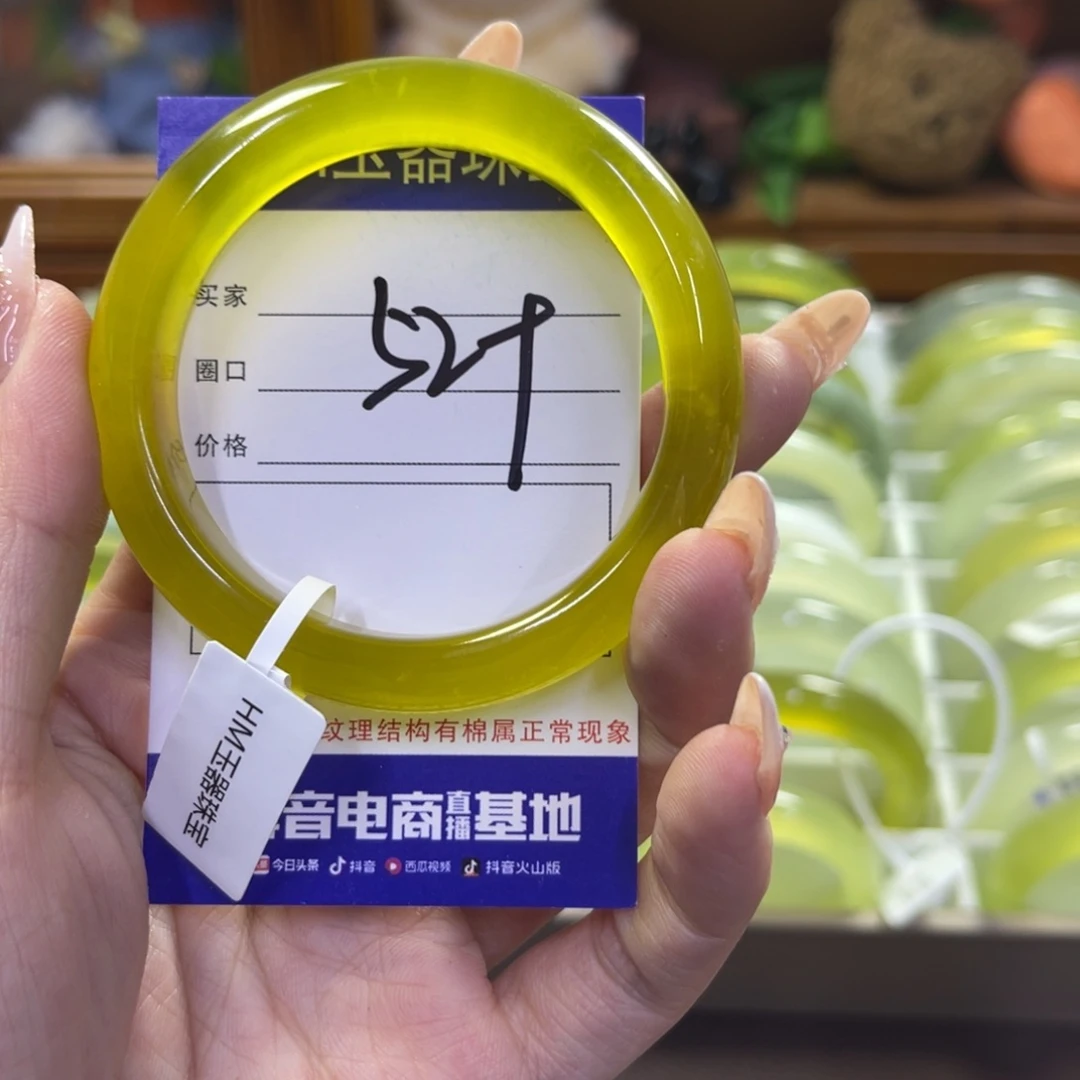 玉器珠
买家
圈口
价格
529
纹理结构有棉属正常现象
音电商直播基地
今日头条 抖音 西瓜视频 抖音火山版
HM玉器珠宝